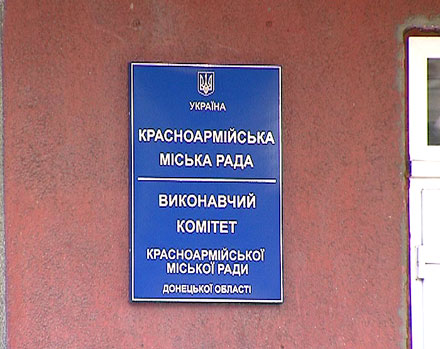 УКРАЇНА
КРАСНОАРМІЙСЬКА
МІСЬКА РАДА
ВИКОНАВЧИЙ
КОМІТЕТ
КРАСНОАРМІЙСЬКОЇ
МІСЬКОЇ РАДИ
ДОНЕЦЬКОЇ ОБЛАСТІ